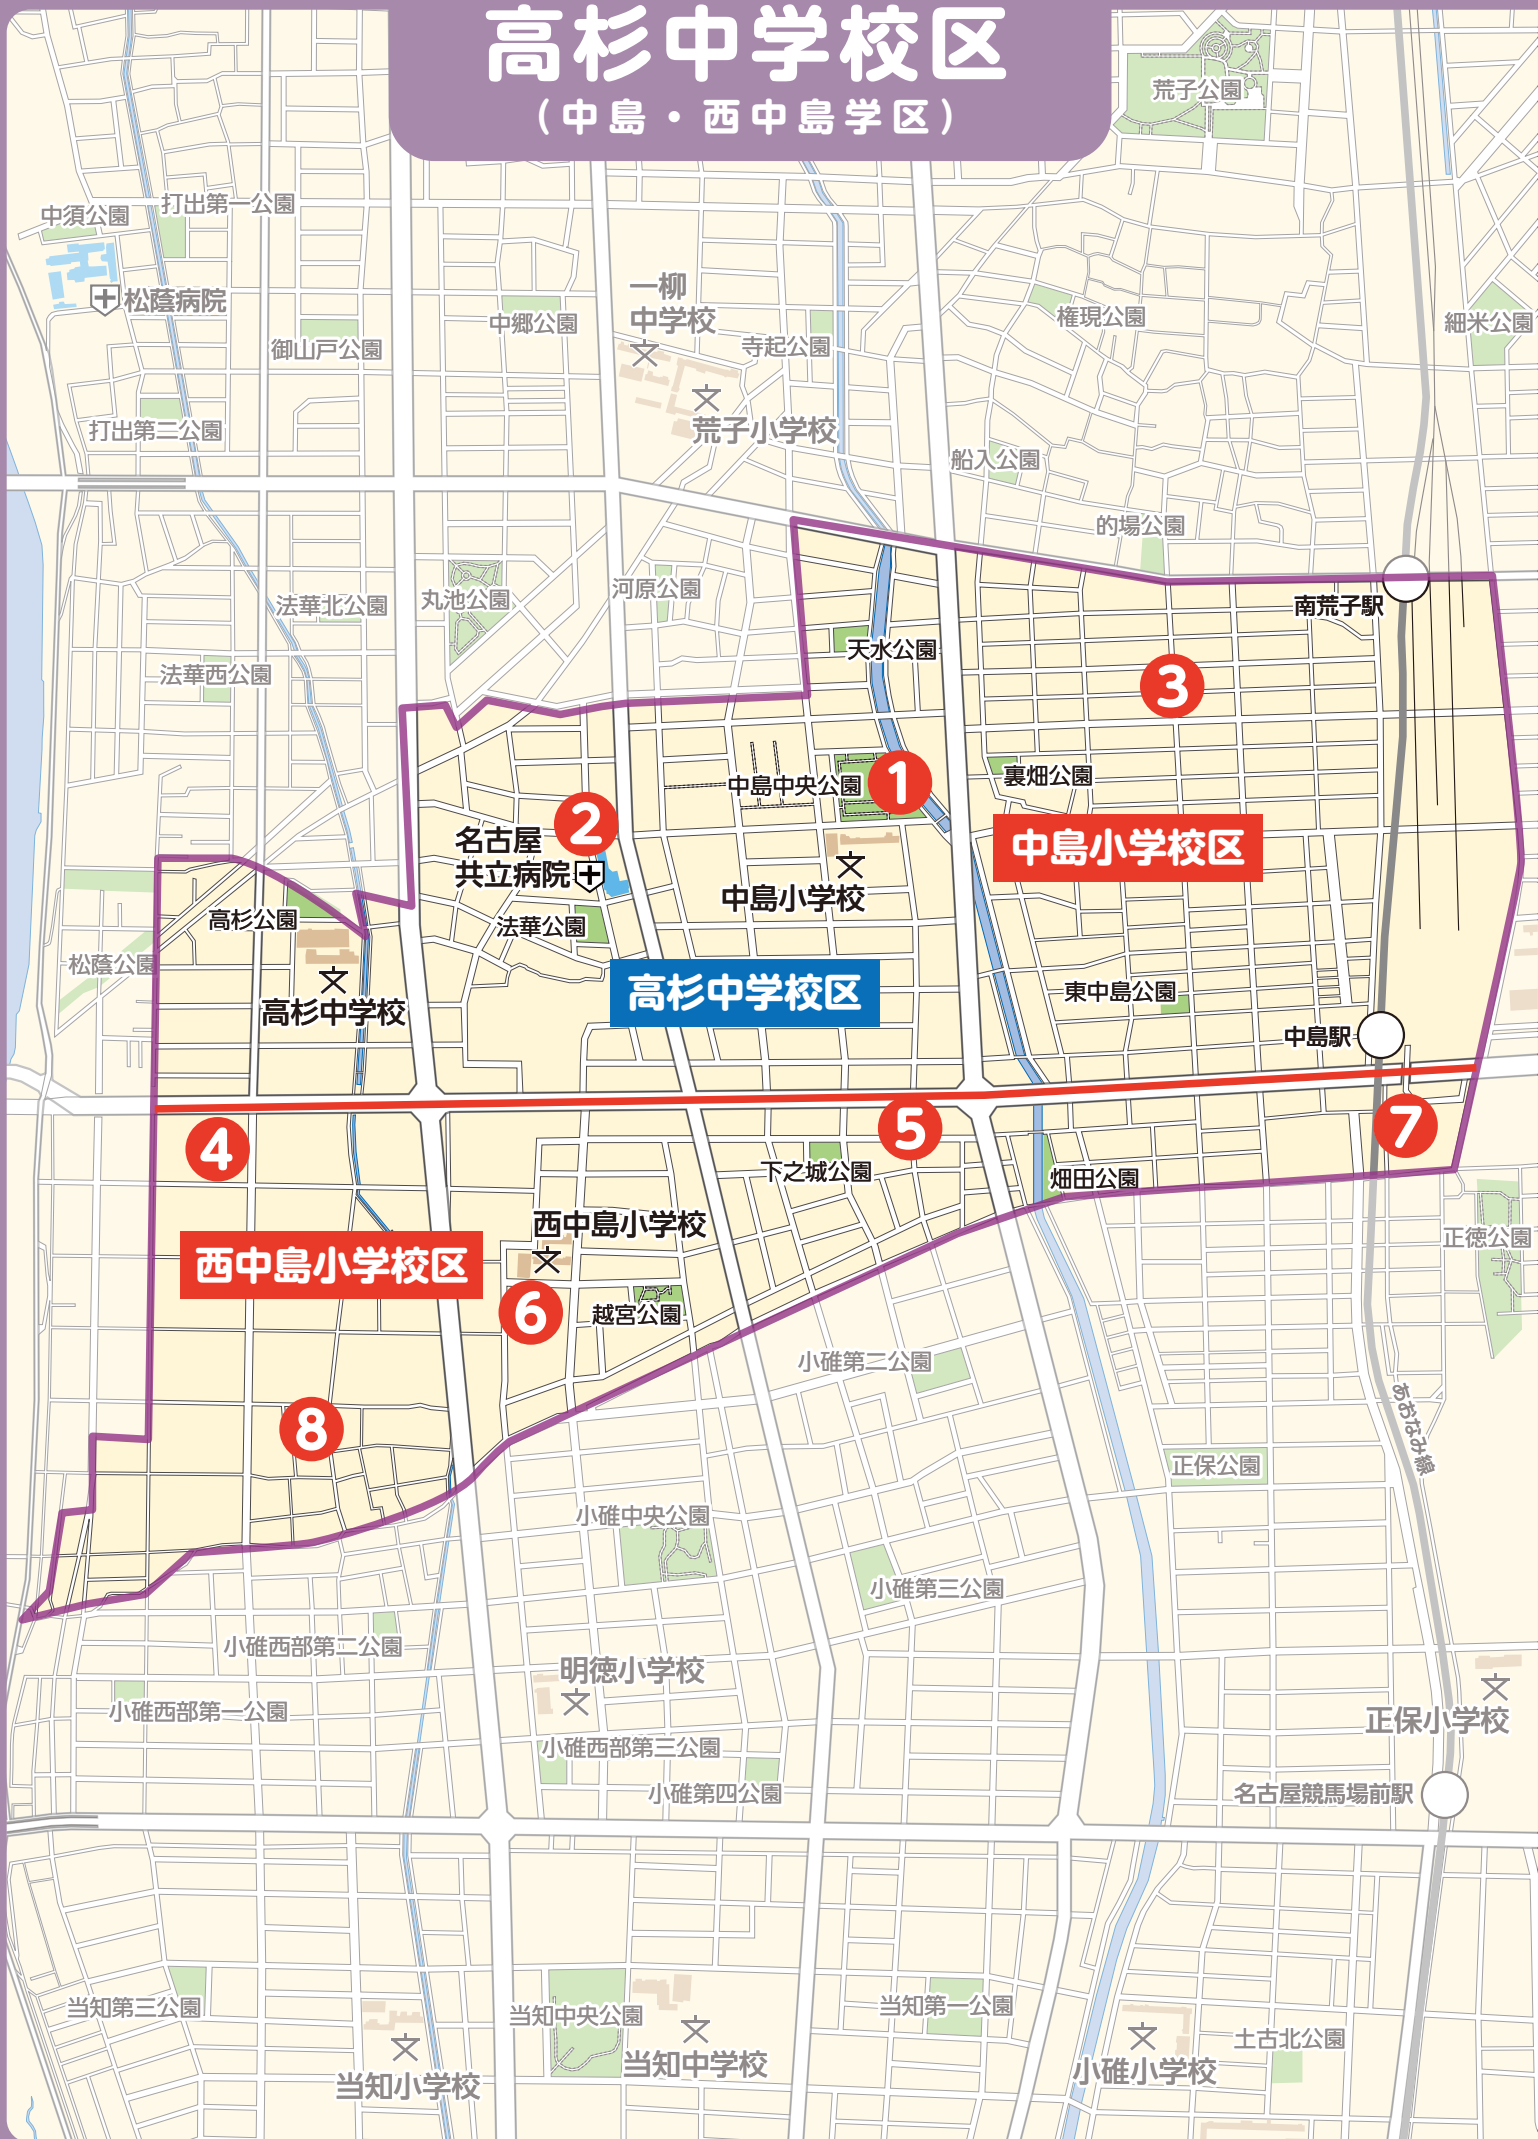 高杉中学校区
(中島・西中島学区)
荒子公園
中須公園
打出第一公園
松蔭病院
一柳
中学校
中郷公園
権現公園
細米公園
御山戸公園
寺起公園
打出第二公園
荒子小学校
船入公園
的場公園
河原公園
丸池公園
法華北公園
南荒子駅
天水公園
法華西公園
3
中島中央公園
1
裏畑公園
2
名古屋
共立病院
中島小学校区
中島小学校
高杉公園
法華公園
松蔭公園
高杉中学校区
東中島公園
高杉中学校
中島駅
4
5
7
下之城公園
畑田公園
西中島小学校
正徳公園
西中島小学校区
6
越宮公園
小碓第二公園
8
あおなみ線
正保公園
小碓中央公園
小碓第三公園
小碓西部第二公園
明徳小学校
小碓西部第一公園
正保小学校
小碓西部第三公園
小碓第四公園
名古屋競馬場前駅
当知第三公園
当知中央公園
当知第一公園
土古北公園
当知小学校
当知中学校
小碓小学校